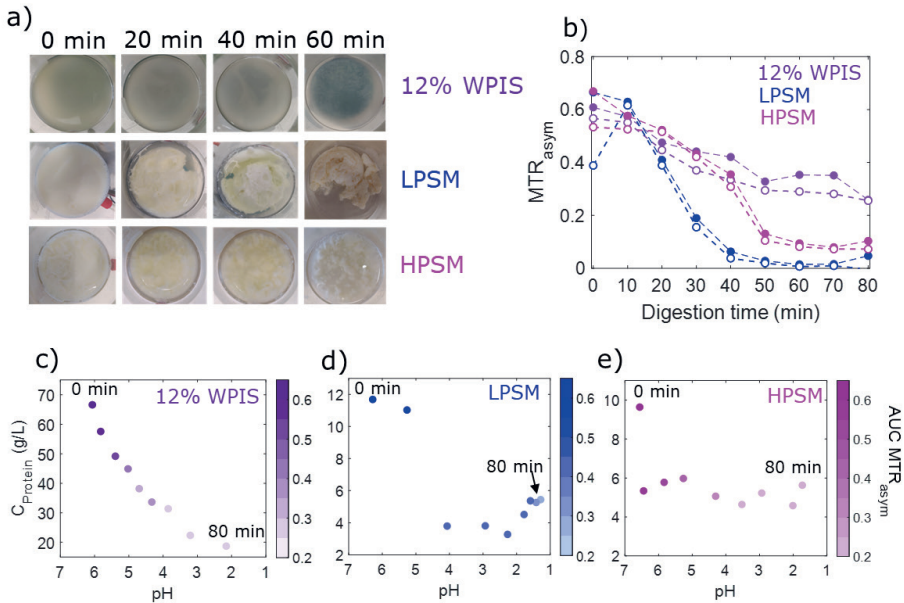 a)
0 min 20 min 40 min 60 min
12% WPIS
LPSM
HPSM
b)
0.8
0.6
0.4
0.2
0
MTRasym
12% WPIS
LPSM
HPSM
0 10 20 30 40 50 60 70 80
Digestion time (min)
c)
0 min
12% WPIS
80 min
70
60
50
40
30
20
CProtein (g/L)
7 6 5 4 3 2 1
pH
0.6
0.5
0.4
0.3
0.2
d)
0 min
LPSM
80 min
12
10
8
6
4
2
7 6 5 4 3 2 1
pH
0.6
0.5
0.4
0.3
0.2
e)
0 min
HPSM
80 min
12
10
8
6
4
2
7 6 5 4 3 2 1
pH
0.6
0.5
0.4
0.3
0.2
AUC MTRasym